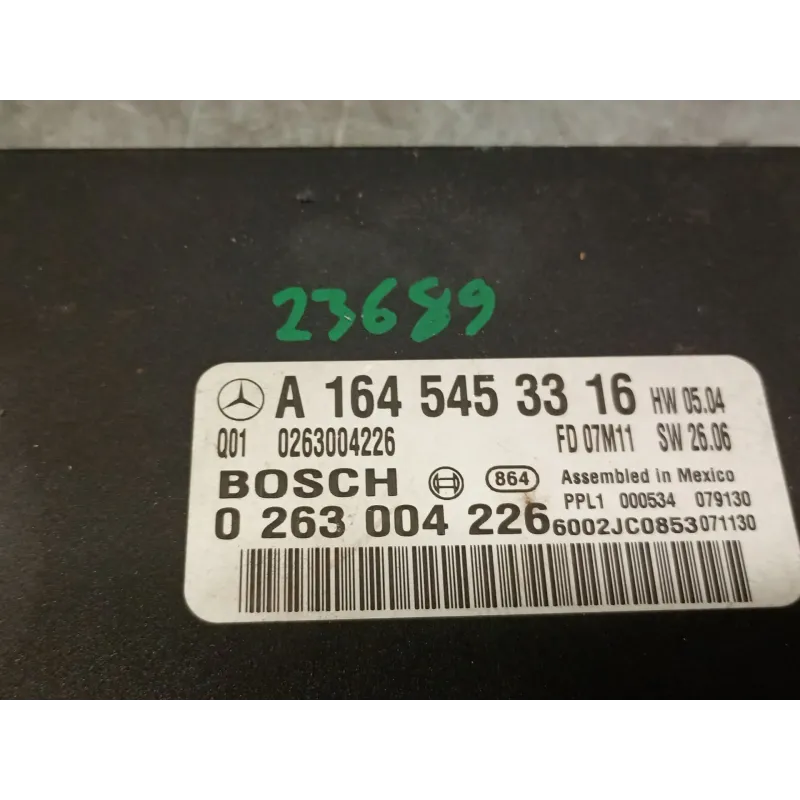 23689
A 164 545 33 16 HW 05.04
Q01 0263004226 FD 07M11 SW 26.06
BOSCH 864 Assembled in Mexico
PPL1 000534 079130
0 263 004 226 6002JC0853071130